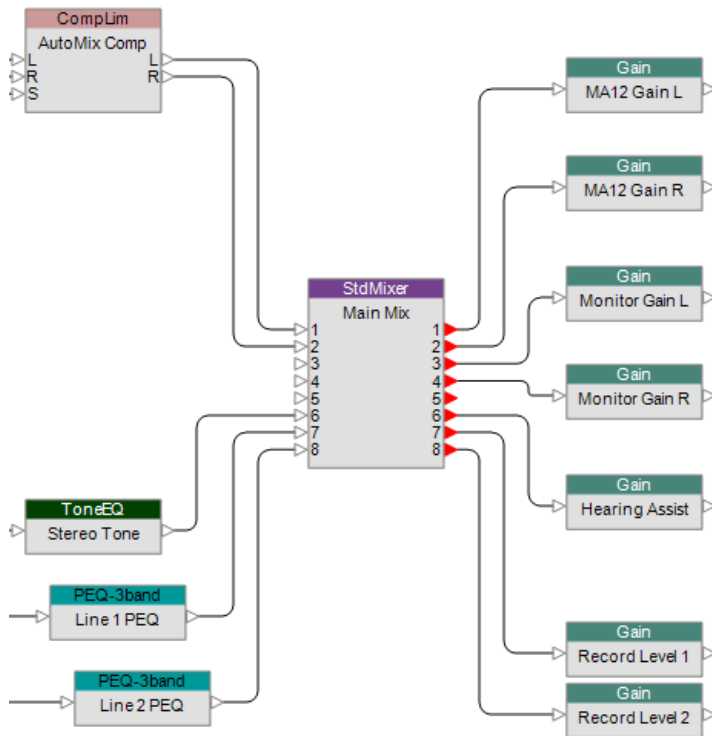 CompLim
AutoMix Comp
L L
R R
S
Gain
MA12 Gain L
Gain
MA12 Gain R
StdMixer
Main Mix
1 1
2 2
3 3
4 4
5 5
6 6
7 7
8 8
Gain
Monitor Gain L
Gain
Monitor Gain R
Gain
Hearing Assist
ToneEQ
Stereo Tone
PEQ-3band
Line 1 PEQ
PEQ-3band
Line 2 PEQ
Gain
Record Level 1
Gain
Record Level 2